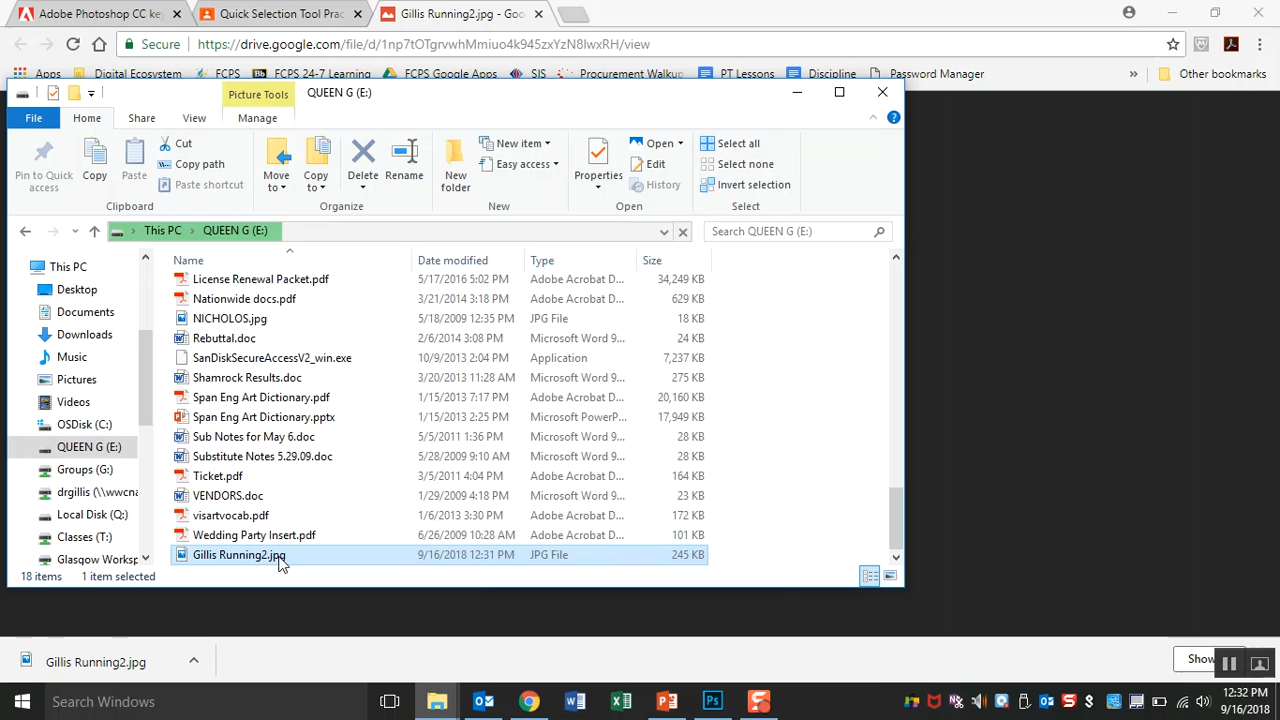 Adobe Photoshop CC ke
Quick Selection Tool Prac
Gillis Running2.jpg - Goo
Secure
https://drive.google.com/file/d/1np7tOTgrvwhMmiuo4k945zxYzN8IwxRH/view
Apps
Digital Ecosystem
FCPS
FCPS 24-7 Learning
FCPS Google Apps
SIS
Procurement Walkup
PT Lessons
Discipline
Password Manager
»
Other bookmarks
Picture Tools
QUEEN G (E:)
File
Home
Share
View
Manage
Pin to Quick access
Copy
Paste
Cut
Copy path
Paste shortcut
Move to
Copy to
Delete
Rename
New folder
New item
Easy access
Properties
Open
Edit
History
Select all
Select none
Invert selection
Clipboard
Organize
New
Open
Select
This PC
QUEEN G (E:)
Search QUEEN G (E:)
Name
Date modified
Type
Size
This PC
Desktop
Documents
Downloads
Music
Pictures
Videos
OSDisk (C:)
QUEEN G (E:)
Groups (G:)
drgillis (\\wwcna
Local Disk (Q:)
Classes (T:)
Glasgow Worksp
License Renewal Packet.pdf 5/17/2016 5:02 PM Adobe Acrobat D... 34,249 KB
Nationwide docs.pdf 3/21/2014 3:18 PM Adobe Acrobat D... 629 KB
NICHOLOS.jpg 5/18/2009 12:35 PM JPG File 18 KB
Rebuttal.doc 2/6/2014 3:08 PM Microsoft Word 9... 24 KB
SanDiskSecureAccessV2_win.exe 10/9/2013 2:04 PM Application 7,237 KB
Shamrock Results.doc 3/20/2013 11:28 AM Microsoft Word 9... 275 KB
Span Eng Art Dictionary.pdf 1/15/2013 7:17 PM Adobe Acrobat D... 20,160 KB
Span Eng Art Dictionary.pptx 1/15/2013 2:25 PM Microsoft PowerP... 17,949 KB
Sub Notes for May 6.doc 5/5/2011 1:36 PM Microsoft Word 9... 28 KB
Substitute Notes 5.29.09.doc 5/28/2009 9:10 AM Microsoft Word 9... 28 KB
Ticket.pdf 3/5/2011 4:04 PM Adobe Acrobat D... 164 KB
VENDORS.doc 1/29/2009 4:18 PM Microsoft Word 9... 23 KB
visartvocab.pdf 1/6/2013 3:30 PM Adobe Acrobat D... 172 KB
Wedding Party Insert.pdf 6/26/2009 10:28 AM Adobe Acrobat D... 101 KB
Gillis Running2.jpg 9/16/2018 12:31 PM JPG File 245 KB
18 items
1 item selected
Gillis Running2.jpg
Show
Search Windows
12:32 PM
9/16/2018